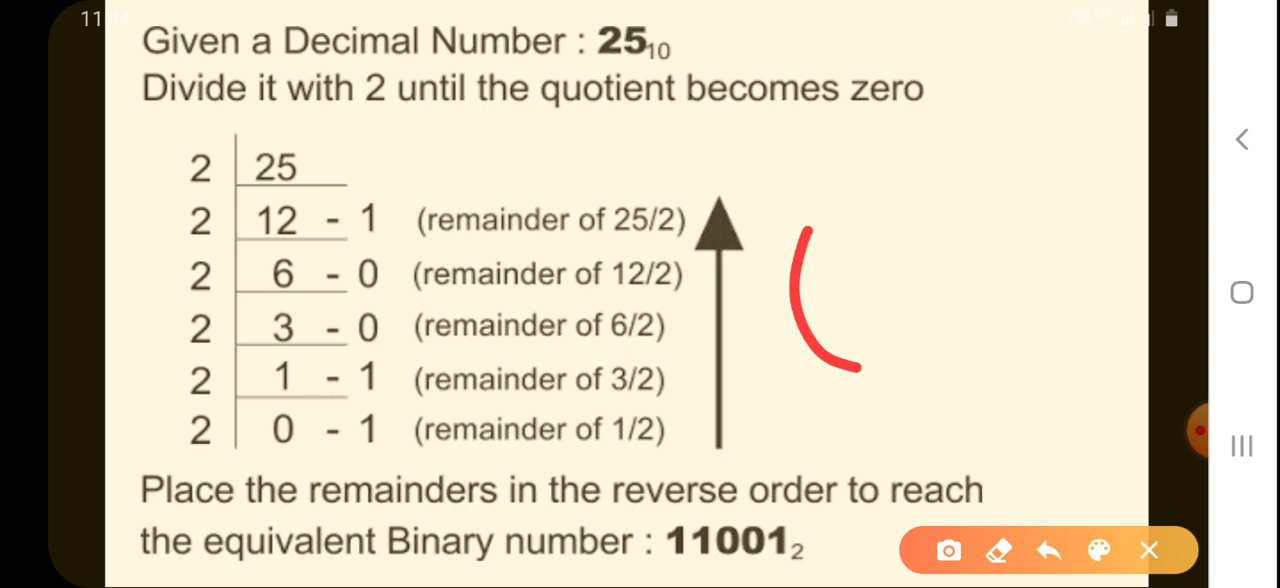 11:11
Given a Decimal Number : 25₁₀
Divide it with 2 until the quotient becomes zero
2 25
2 12 - 1 (remainder of 25/2)
2 6 - 0 (remainder of 12/2)
2 3 - 0 (remainder of 6/2)
2 1 - 1 (remainder of 3/2)
2 0 - 1 (remainder of 1/2)
Place the remainders in the reverse order to reach
the equivalent Binary number : 11001₂